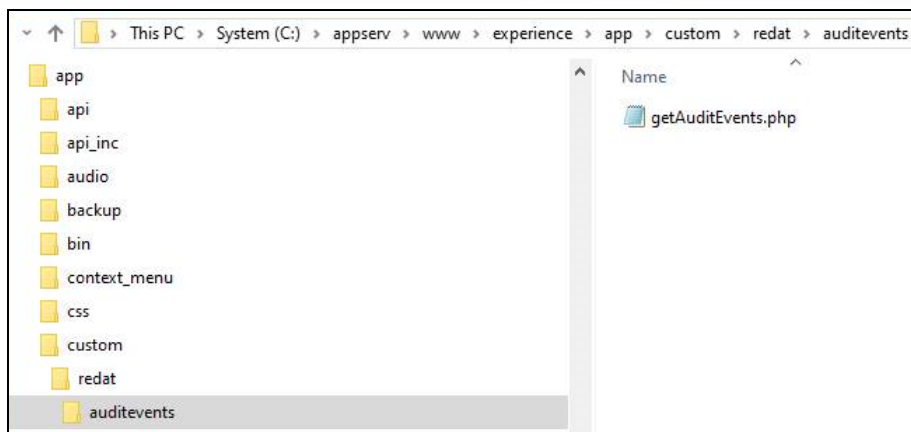 This PC > System (C:) > appserv > www > experience > app > custom > redat > auditevents
app
api
api_inc
audio
backup
bin
context_menu
css
custom
redat
auditevents
Name
getAuditEvents.php